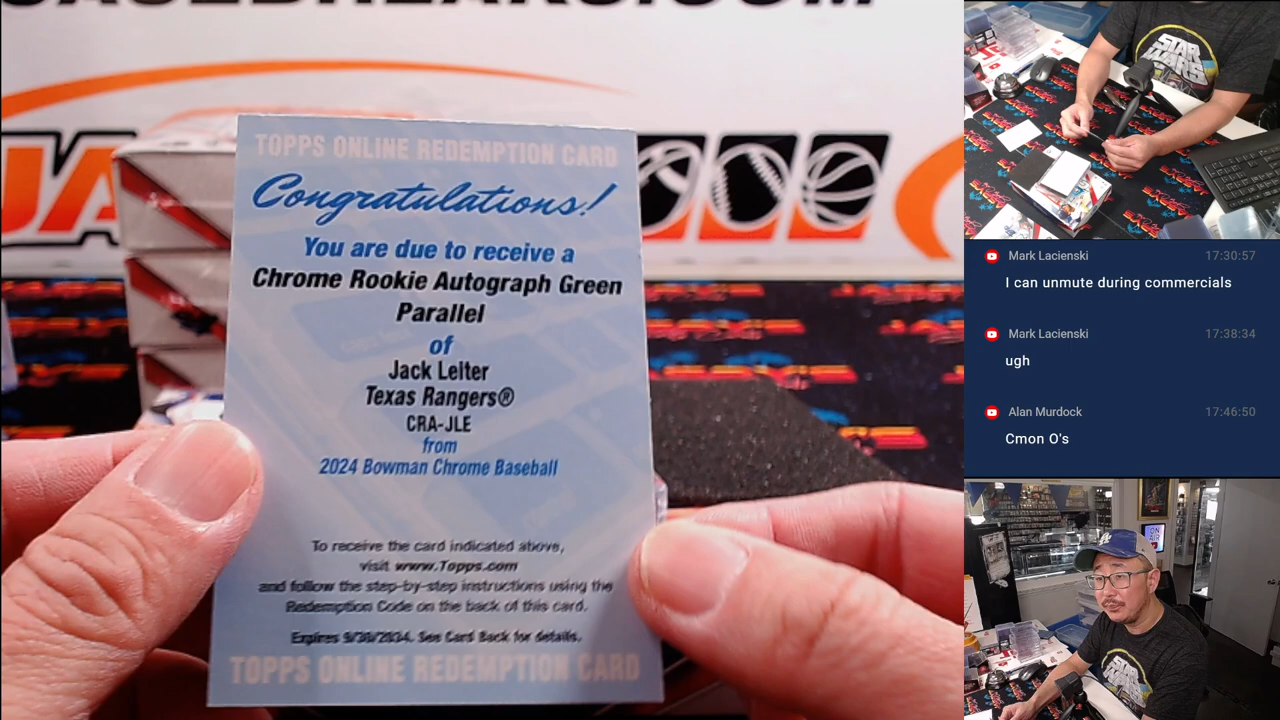 TOPPS ONLINE REDEMPTION CARD
Congratulations!
You are due to receive a
Chrome Rookie Autograph Green
Parallel
of
Jack Leiter
Texas Rangers®
CRA-JLE
from
2024 Bowman Chrome Baseball
To receive the card indicated above,
visit www.Topps.com
and follow the step-by-step instructions using the
Redemption Code on the back of this card.
Expires 9/30/2034. See Card Back for details.
TOPPS ONLINE REDEMPTION CARD
STAR
WARS
Mark Lacienski 17:30:57
I can unmute during commercials
Mark Lacienski 17:38:34
ugh
Alan Murdock 17:46:50
Cmon O's
ON
AIR
STAR
WARS